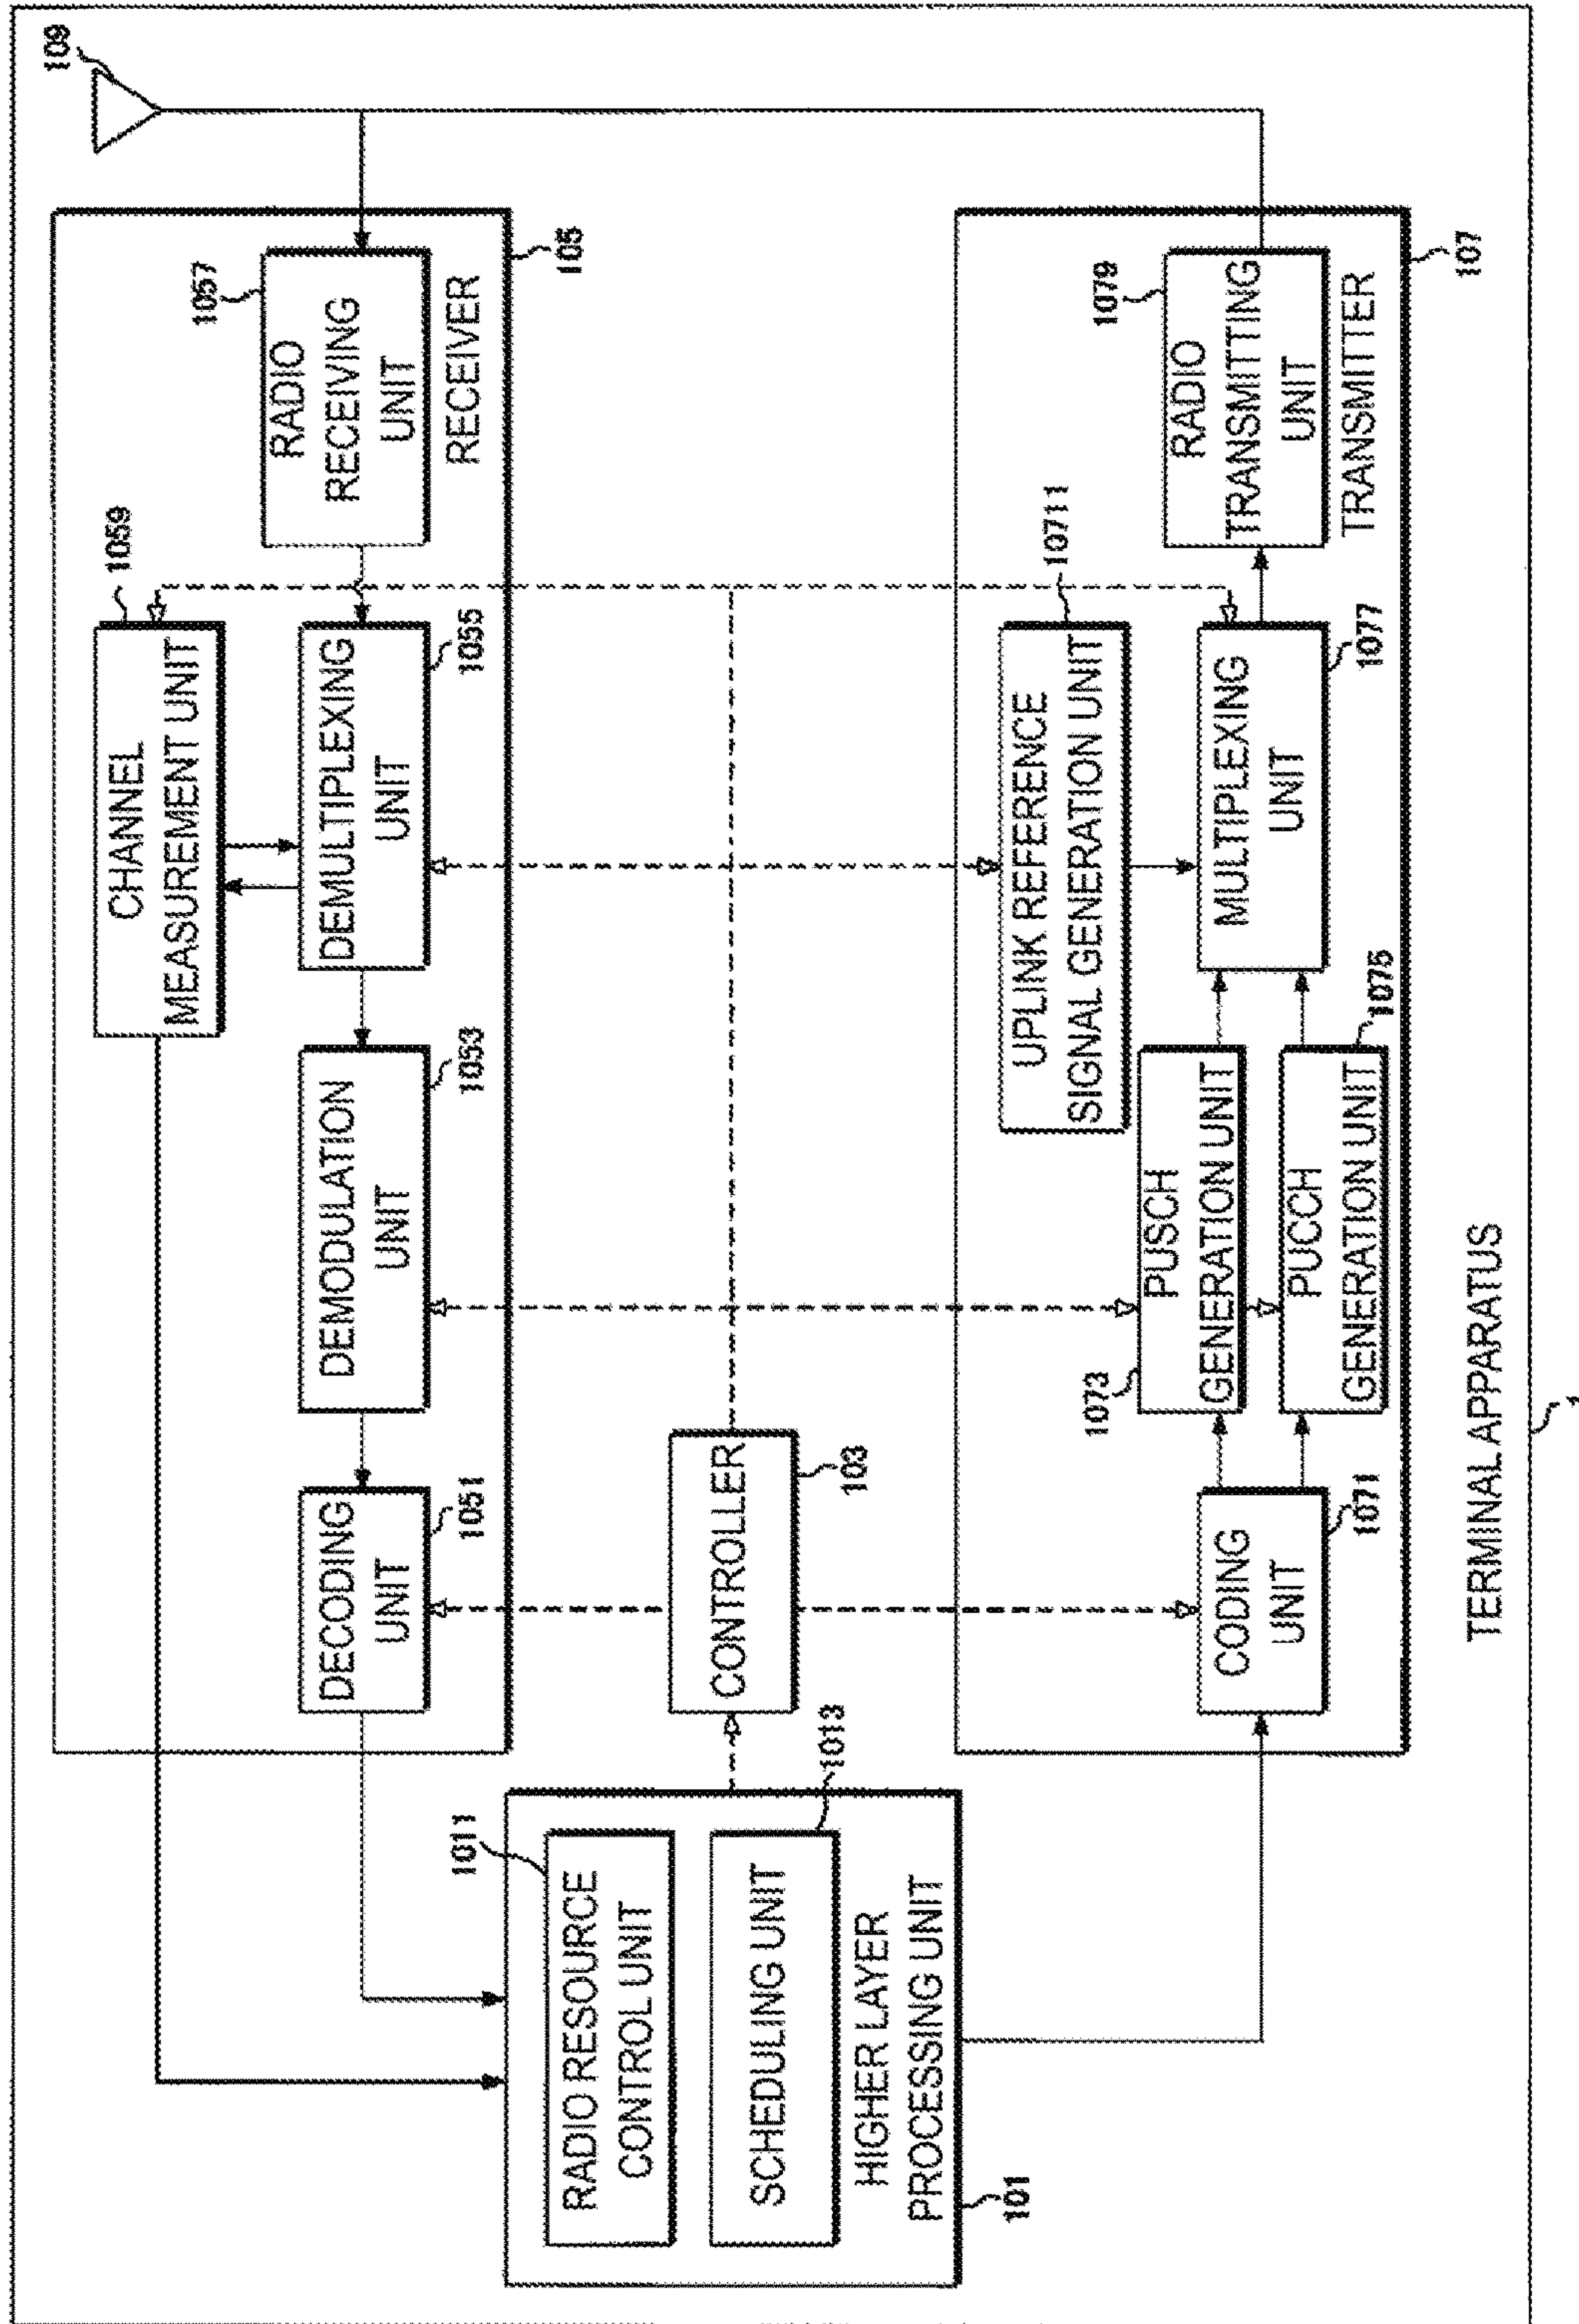 109
1059
CHANNEL
MEASUREMENT UNIT
1057
RADIO
RECEIVING
UNIT
DECODING
UNIT
1051
DEMODULATION
UNIT
1053
DEMULTIPLEXING
UNIT
1055
RECEIVER
105
1011
RADIO RESOURCE
CONTROL UNIT
1013
SCHEDULING UNIT
HIGHER LAYER
PROCESSING UNIT
101
CONTROLLER
103
10711
UPLINK REFERENCE
SIGNAL GENERATION UNIT
1073
PUSCH
GENERATION UNIT
1079
RADIO
TRANSMITTING
UNIT
CODING
UNIT
1071
PUCCH
GENERATION UNIT
1075
MULTIPLEXING
UNIT
1077
TRANSMITTER
107
TERMINAL APPARATUS
1